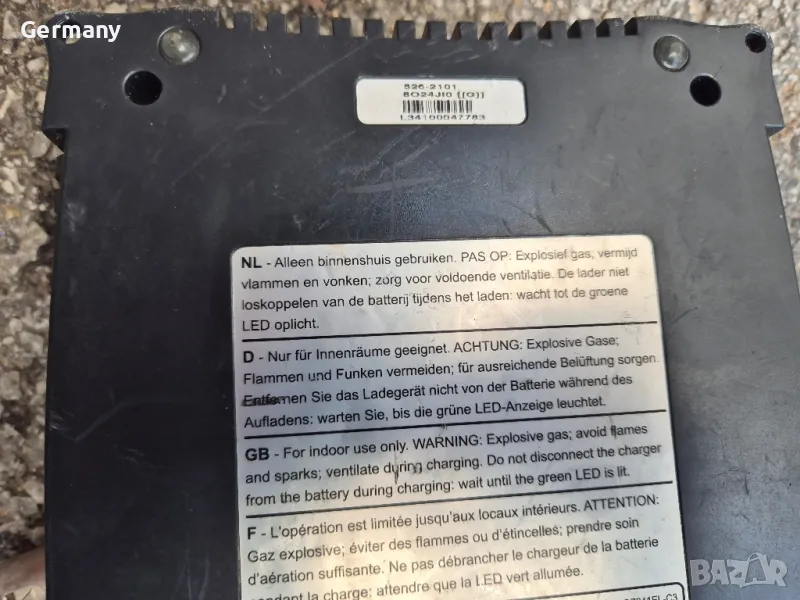 Germany
526-2101
SO24JI0 [[G]]
L34100047783
NL - Alleen binnenshuis gebruiken. PAS OP: Explosief gas, vermijd
vlammen en vonken; zorg voor voldoende ventilatie. De lader niet
loskoppelen van de batterij tijdens het laden: wacht tot de groene
LED oplicht.
D - Nur für Innenräume geeignet. ACHTUNG: Explosive Gase;
Flammen und Funken vermeiden; für ausreichende Belüftung sorgen.
Entfernen Sie das Ladegerät nicht von der Batterie während des
Aufladens: warten Sie, bis die grüne LED-Anzeige leuchtet.
GB - For indoor use only. WARNING: Explosive gas; avoid flames
and sparks; ventilate during charging. Do not disconnect the charger
from the battery during charging: wait until the green LED is lit.
F - L'opération est limitée jusqu'aux locaux intérieurs. ATTENTION:
Gaz explosive; éviter des flammes ou d'étincelles; prendre soin
d'aération suffisante. Ne pas débrancher le chargeur de la batterie
pendant la charge: attendre que la LED vert allumée.
BAZAR